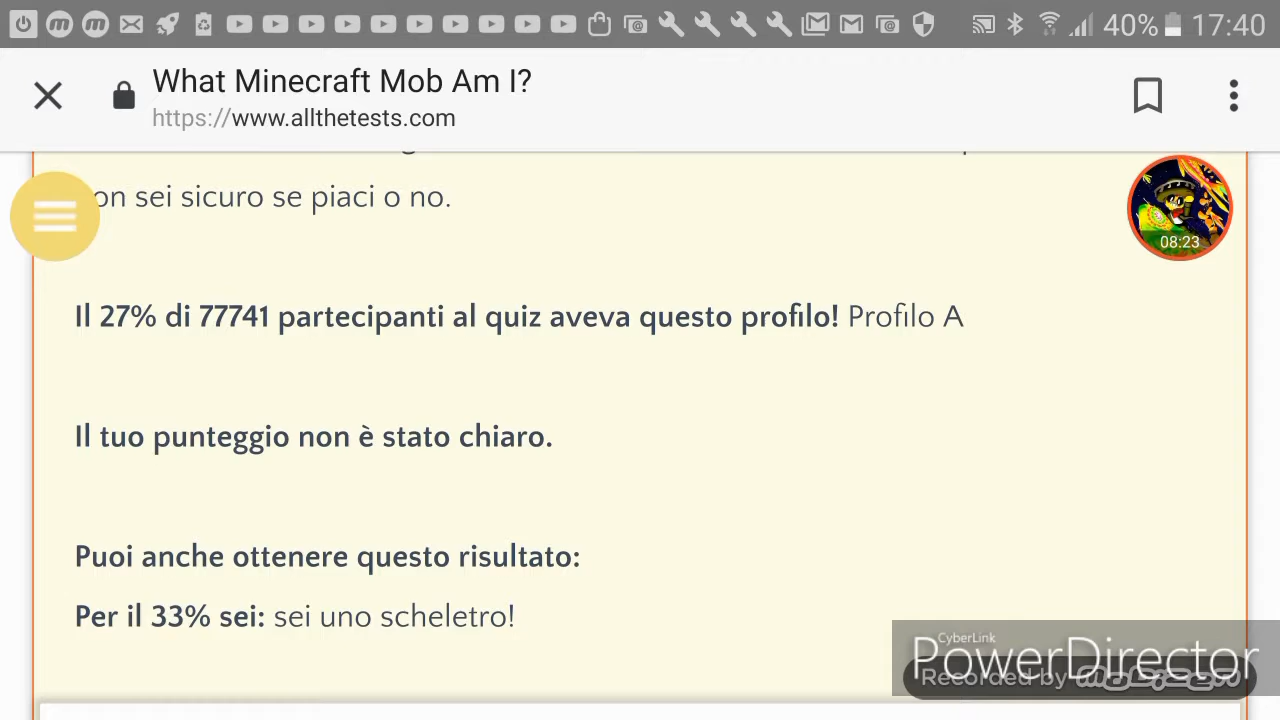 40% 17:40
What Minecraft Mob Am I?
https://www.allthetests.com
on sei sicuro se piaci o no.
08:23
Il 27% di 77741 partecipanti al quiz aveva questo profilo! Profilo A
Il tuo punteggio non è stato chiaro.
Puoi anche ottenere questo risultato:
Per il 33% sei: sei uno scheletro!
CyberLink
PowerDirector
Recorded by